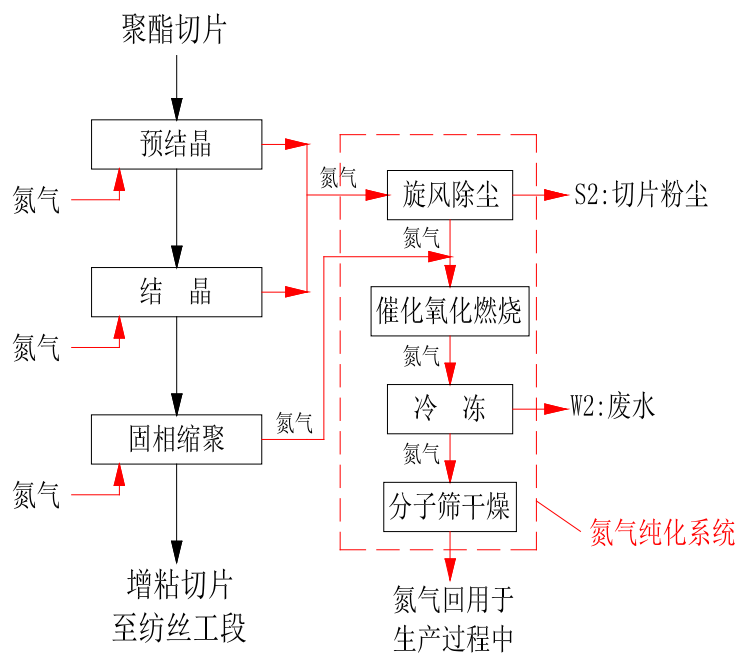 聚酯切片
预结晶
氮气
氮气
旋风除尘
S2:切片粉尘
氮气
结 晶
催化氧化燃烧
氮气
氮气
冷 冻
W2:废水
固相缩聚
氮气
氮气
氮气
分子筛干燥
氮气纯化系统
增粘切片
至纺丝工段
氮气回用于
生产过程中